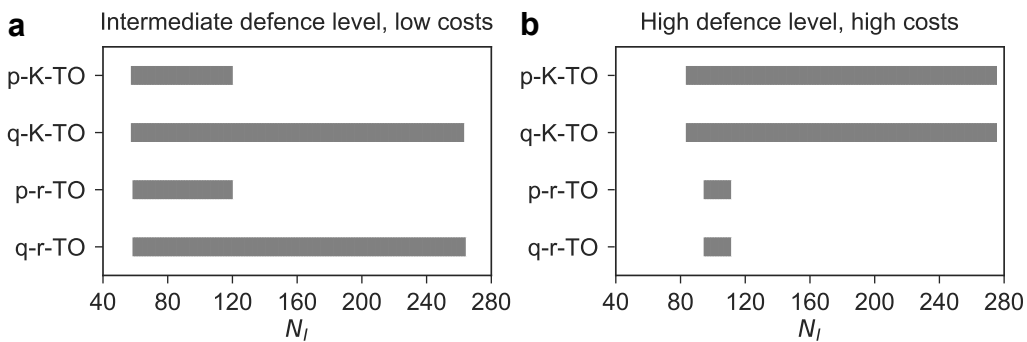 a Intermediate defence level, low costs
p-K-TO
q-K-TO
p-r-TO
q-r-TO
40 80 120 160 200 240 280
N_I
b High defence level, high costs
p-K-TO
q-K-TO
p-r-TO
q-r-TO
40 80 120 160 200 240 280
N_I